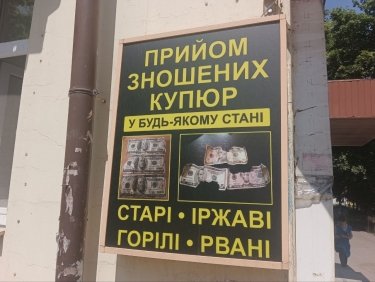 ПРИЙОМ
ЗНОШЕНИХ
КУПЮР
У БУДЬ-ЯКОМУ СТАНІ
СТАРІ • ІРЖАВІ
ГОРІЛІ • РВАНІ